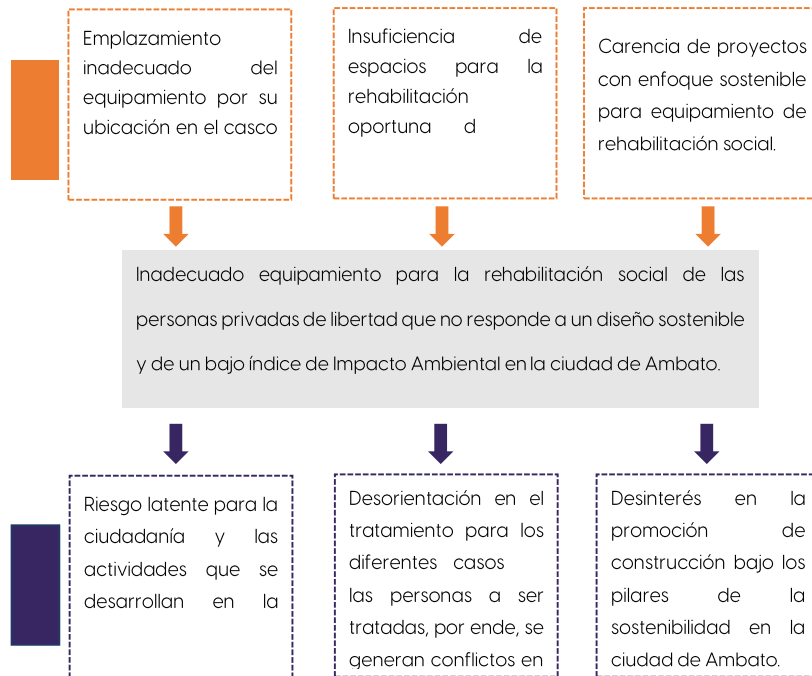 Emplazamiento
inadecuado del
equipamiento por su
ubicación en el casco
Insuficiencia de
espacios para la
rehabilitación
oportuna d
Carencia de proyectos
con enfoque sostenible
para equipamiento de
rehabilitación social.
Inadecuado equipamiento para la rehabilitación social de las
personas privadas de libertad que no responde a un diseño sostenible
y de un bajo índice de Impacto Ambiental en la ciudad de Ambato.
Riesgo latente para la
ciudadanía y las
actividades que se
desarrollan en la
Desorientación en el
tratamiento para los
diferentes casos
las personas a ser
tratadas, por ende, se
generan conflictos en
Desinterés en la
promoción de
construcción bajo los
pilares de la
sostenibilidad en la
ciudad de Ambato.